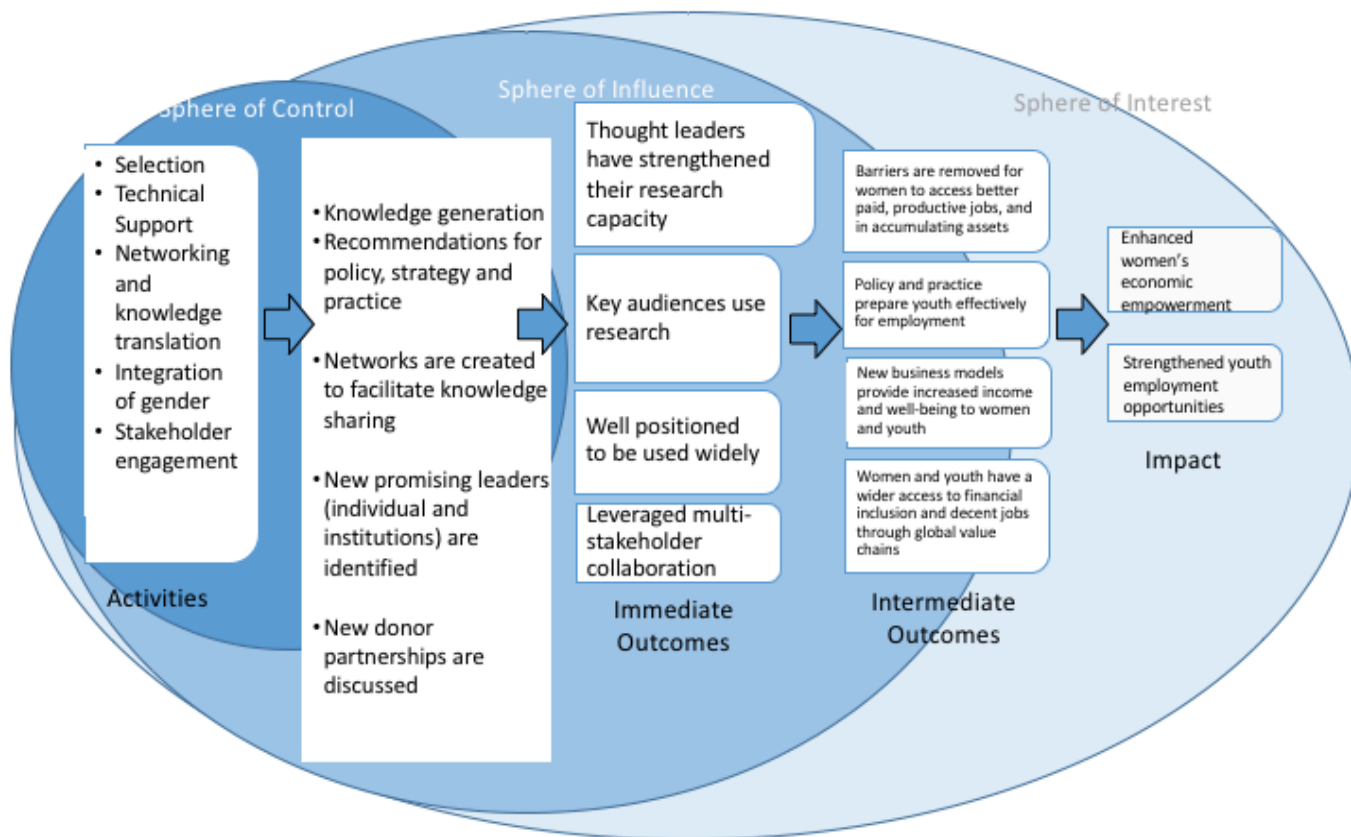 Sphere of Control
Sphere of Influence
Sphere of Interest
• Selection
• Technical
Support
• Networking
and
knowledge
translation
• Integration
of gender
• Stakeholder
engagement
Activities
• Knowledge generation
• Recommendations for
policy, strategy and
practice
• Networks are created
to facilitate knowledge
sharing
• New promising leaders
(individual and
institutions) are
identified
• New donor
partnerships are
discussed
Thought leaders
have strengthened
their research
capacity
Key audiences use
research
Well positioned
to be used widely
Leveraged multi-
stakeholder
collaboration
Immediate
Outcomes
Barriers are removed for
women to access better
paid, productive jobs, and
in accumulating assets
Policy and practice
prepare youth effectively
for employment
New business models
provide increased income
and well-being to women
and youth
Women and youth have a
wider access to financial
inclusion and decent jobs
through global value
chains
Intermediate
Outcomes
Enhanced
women's
economic
empowerment
Strengthened youth
employment
opportunities
Impact